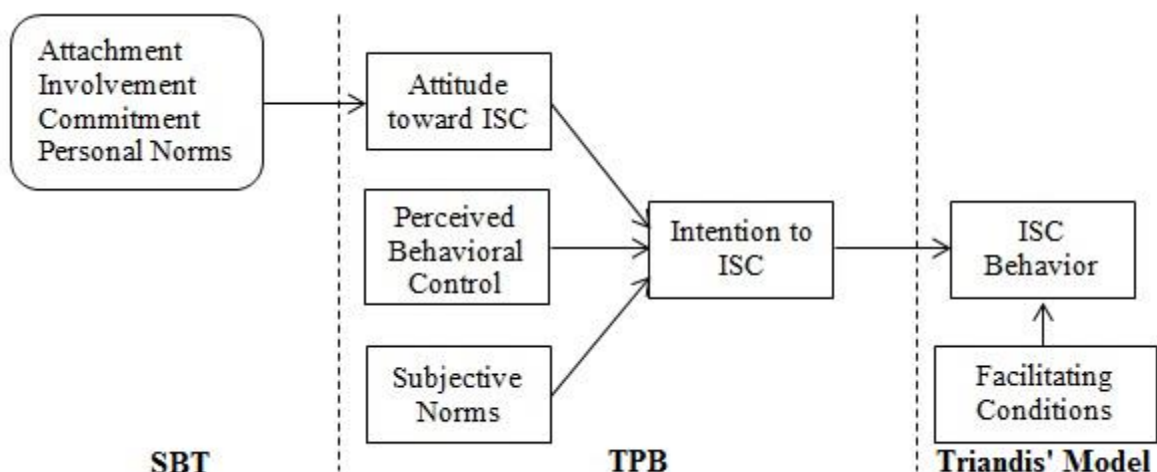 Attachment
Involvement
Commitment
Personal Norms
Attitude
toward ISC
Perceived
Behavioral
Control
Subjective
Norms
Intention to
ISC
ISC
Behavior
Facilitating
Conditions
SBT
TPB
Triandis' Model